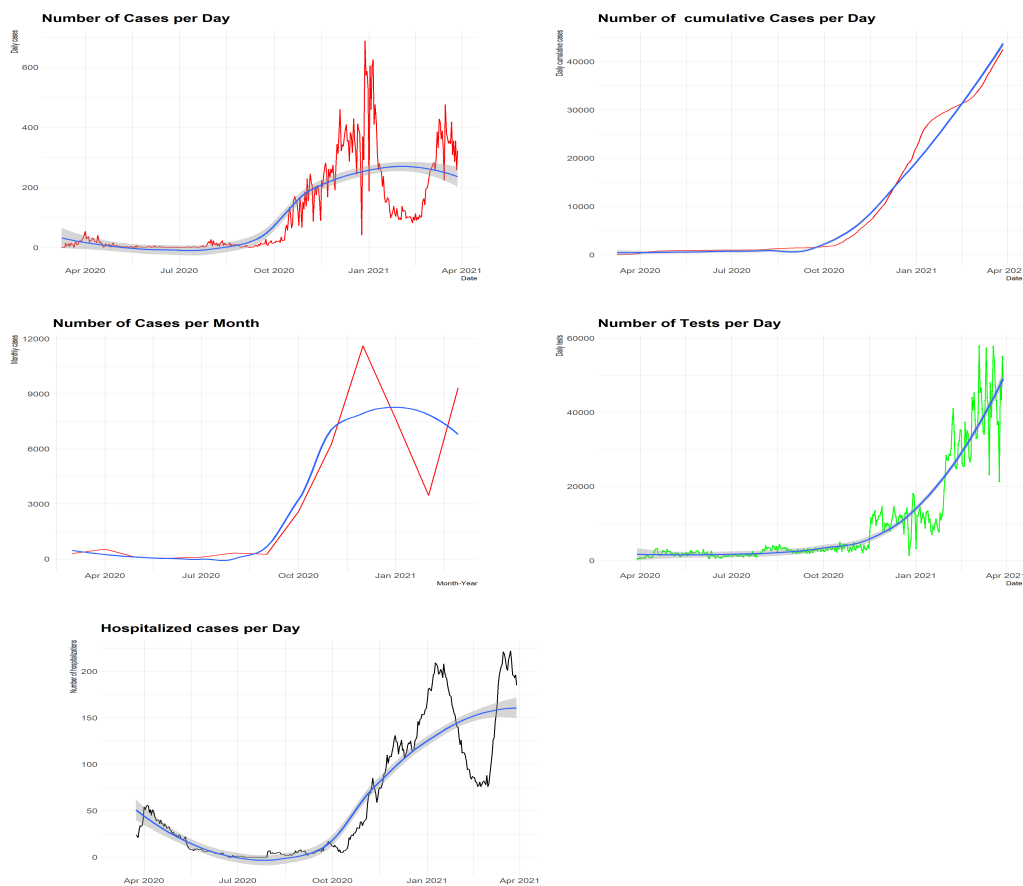 Number of Cases per Day
Daily cases
600
400
200
0
Apr 2020 Jul 2020 Oct 2020 Jan 2021 Apr 2021
Date
Number of cumulative Cases per Day
Daily cumulative cases
40000
30000
20000
10000
0
Apr 2020 Jul 2020 Oct 2020 Jan 2021 Apr 202
Date
Number of Cases per Month
Monthly cases
12000
9000
6000
3000
0
Apr 2020 Jul 2020 Oct 2020 Jan 2021
Month-Year
Number of Tests per Day
Daily tests
60000
40000
20000
0
Apr 2020 Jul 2020 Oct 2020 Jan 2021 Apr 202
Date
Hospitalized cases per Day
Number of hospitalizations
200
150
100
50
0
Apr 2020 Jul 2020 Oct 2020 Jan 2021 Apr 2021